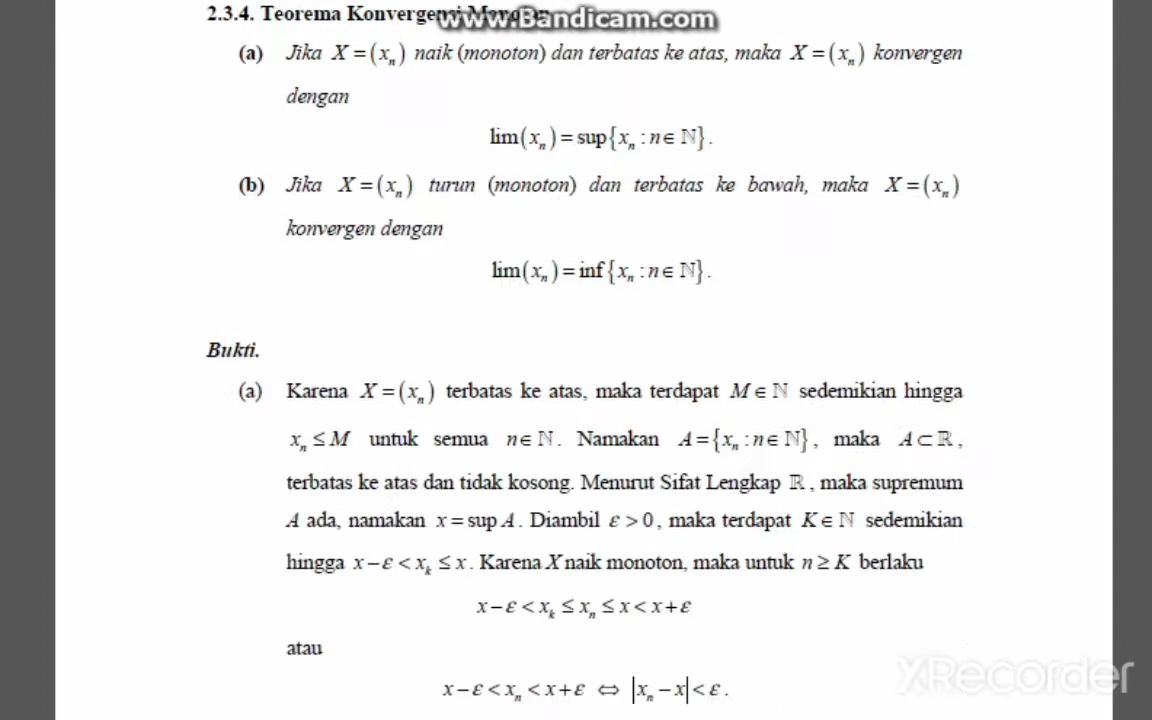 www.Bandicam.com
2.3.4. Teorema Konvergensi
(a) Jika X = (xₙ) naik (monoton) dan terbatas ke atas, maka X = (xₙ) konvergen
dengan
lim(xₙ) = sup{xₙ : n ∈ ℕ}.
(b) Jika X = (xₙ) turun (monoton) dan terbatas ke bawah, maka X = (xₙ)
konvergen dengan
lim(xₙ) = inf{xₙ : n ∈ ℕ}.
Bukti.
(a) Karena X = (xₙ) terbatas ke atas, maka terdapat M ∈ ℕ sedemikian hingga
xₙ ≤ M untuk semua n ∈ ℕ. Namakan A = {xₙ : n ∈ ℕ}, maka A ⊂ ℝ,
terbatas ke atas dan tidak kosong. Menurut Sifat Lengkap ℝ, maka supremum
A ada, namakan x = sup A. Diambil ε > 0, maka terdapat K ∈ ℕ sedemikian
hingga x − ε < xₖ ≤ x. Karena X naik monoton, maka untuk n ≥ K berlaku
x − ε < xₖ ≤ xₙ ≤ x < x + ε
atau
x − ε < xₙ < x + ε ⇔ |xₙ − x| < ε.
XRecorder